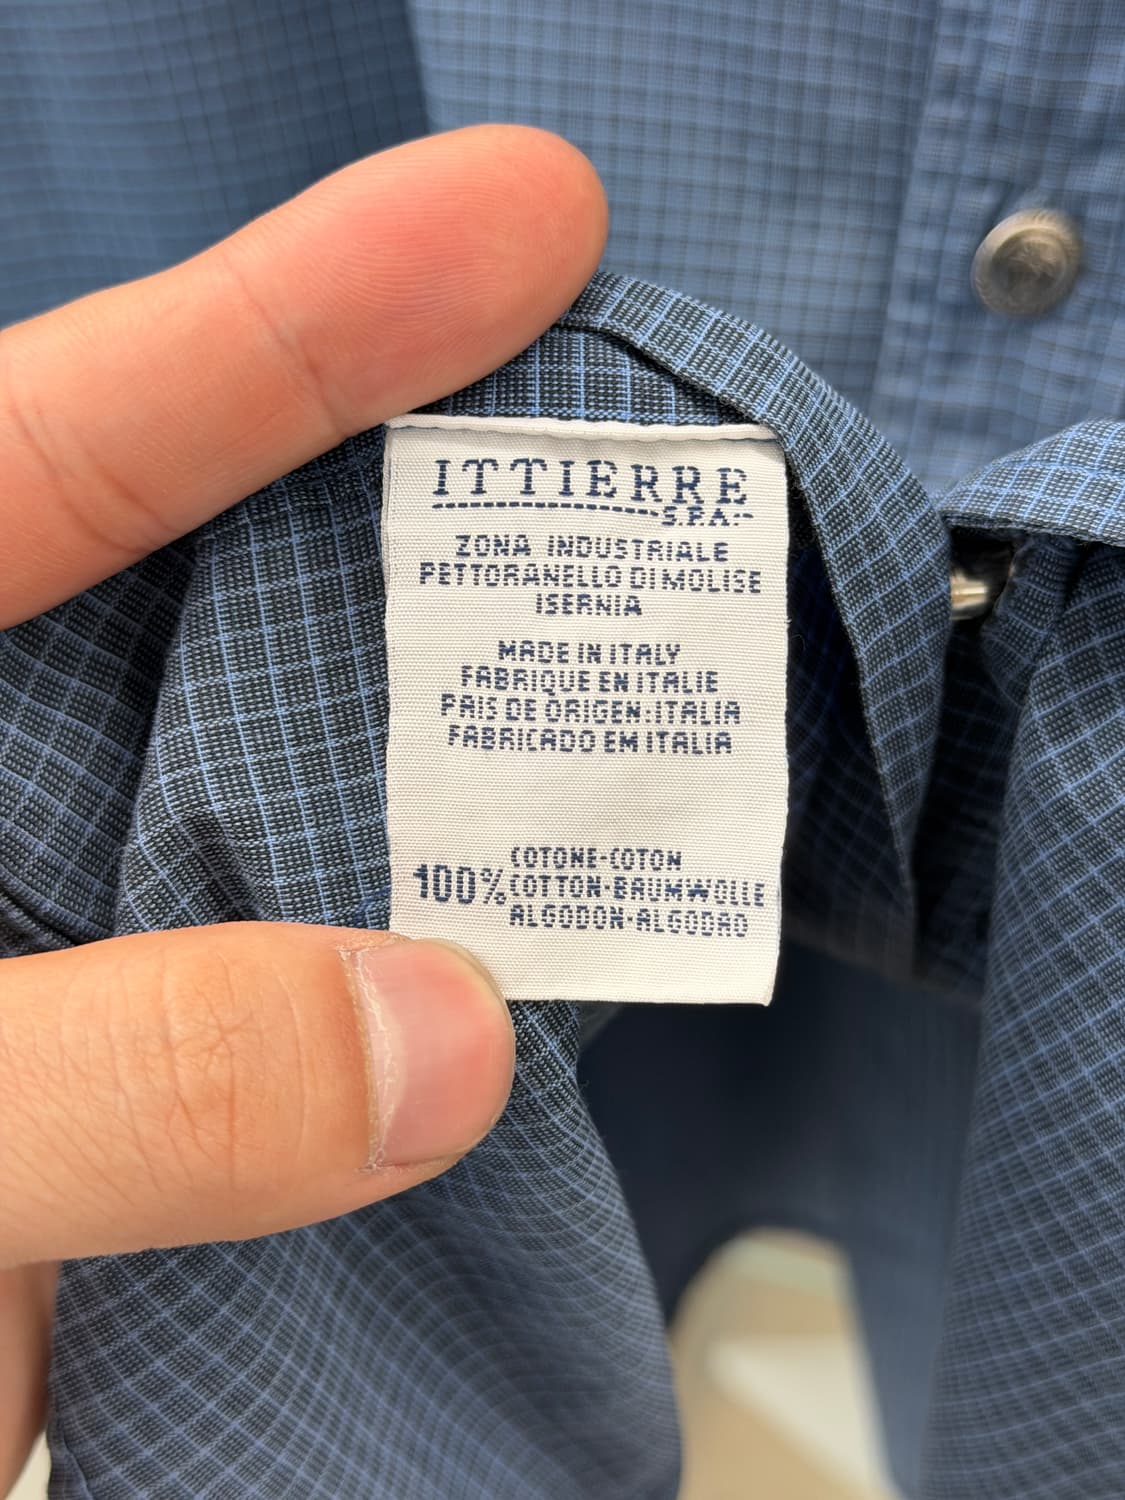 ITTIERRE
S.P.A.
ZONA INDUSTRIALE
PETTORANELLO DI MOLISE
ISERNIA
MADE IN ITALY
FABRIQUE EN ITALIE
PAIS DE ORIGEN:ITALIA
FABRICADO EM ITALIA
100% COTONE-COTON
COTTON-BAUMWOLLE
ALGODON-ALGODAO